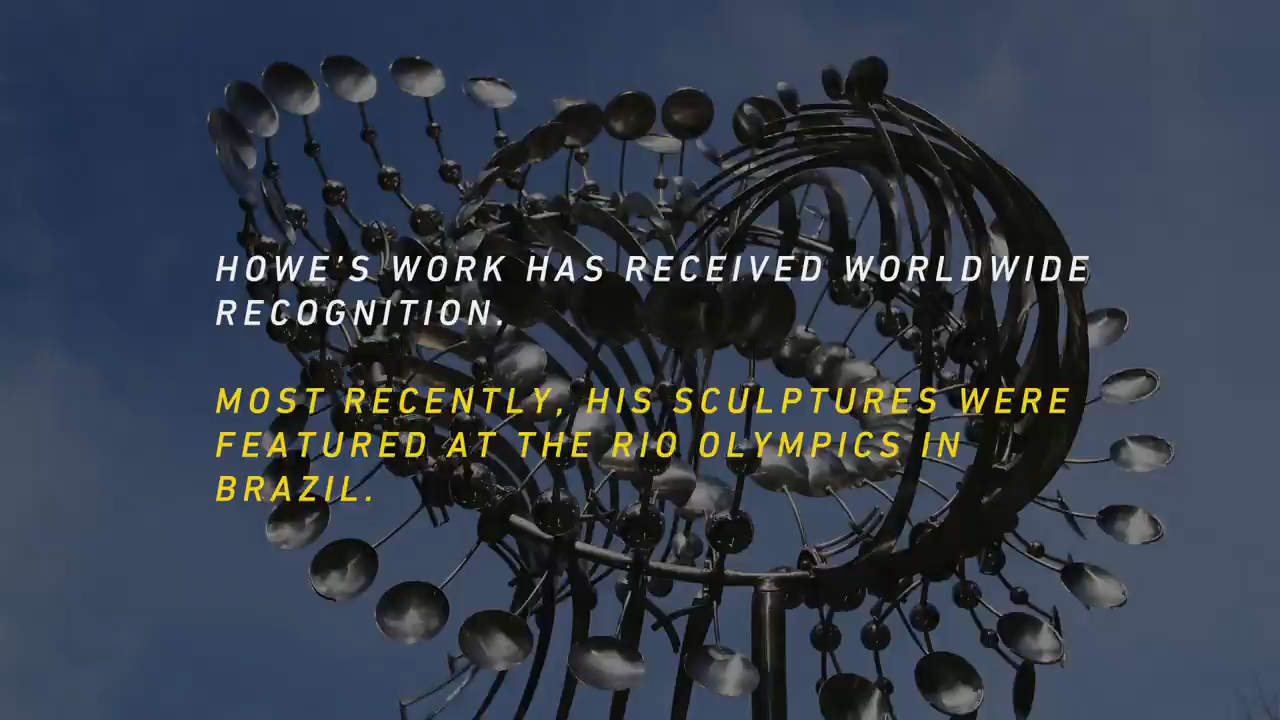 HOWE'S WORK HAS RECEIVED WORLDWIDE
RECOGNITION.
MOST RECENTLY, HIS SCULPTURES WERE
FEATURED AT THE RIO OLYMPICS IN
BRAZIL.